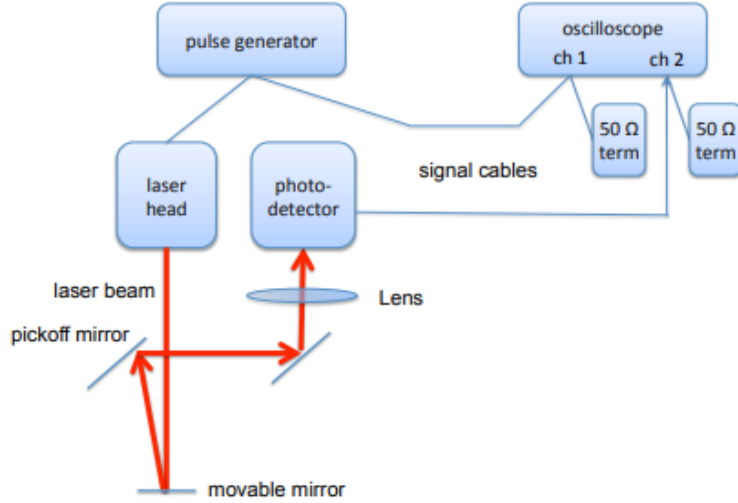 pulse generator
oscilloscope
ch 1
ch 2
50 Ω
term
50 Ω
term
signal cables
laser
head
photo-
detector
laser beam
Lens
pickoff mirror
movable mirror